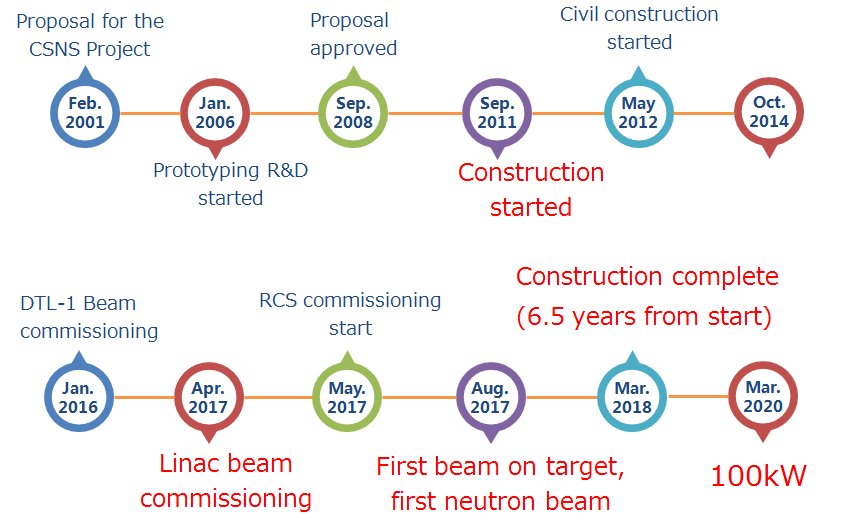 Proposal for the
CSNS Project
Proposal
approved
Civil construction
started
Feb.
2001
Jan.
2006
Sep.
2008
Sep.
2011
May
2012
Oct.
2014
Prototyping R&D
started
Construction
started
Construction complete
(6.5 years from start)
DTL-1 Beam
commissioning
RCS commissioning
start
Jan.
2016
Apr.
2017
May.
2017
Aug.
2017
Mar.
2018
Mar.
2020
Linac beam
commissioning
First beam on target,
first neutron beam
100kW